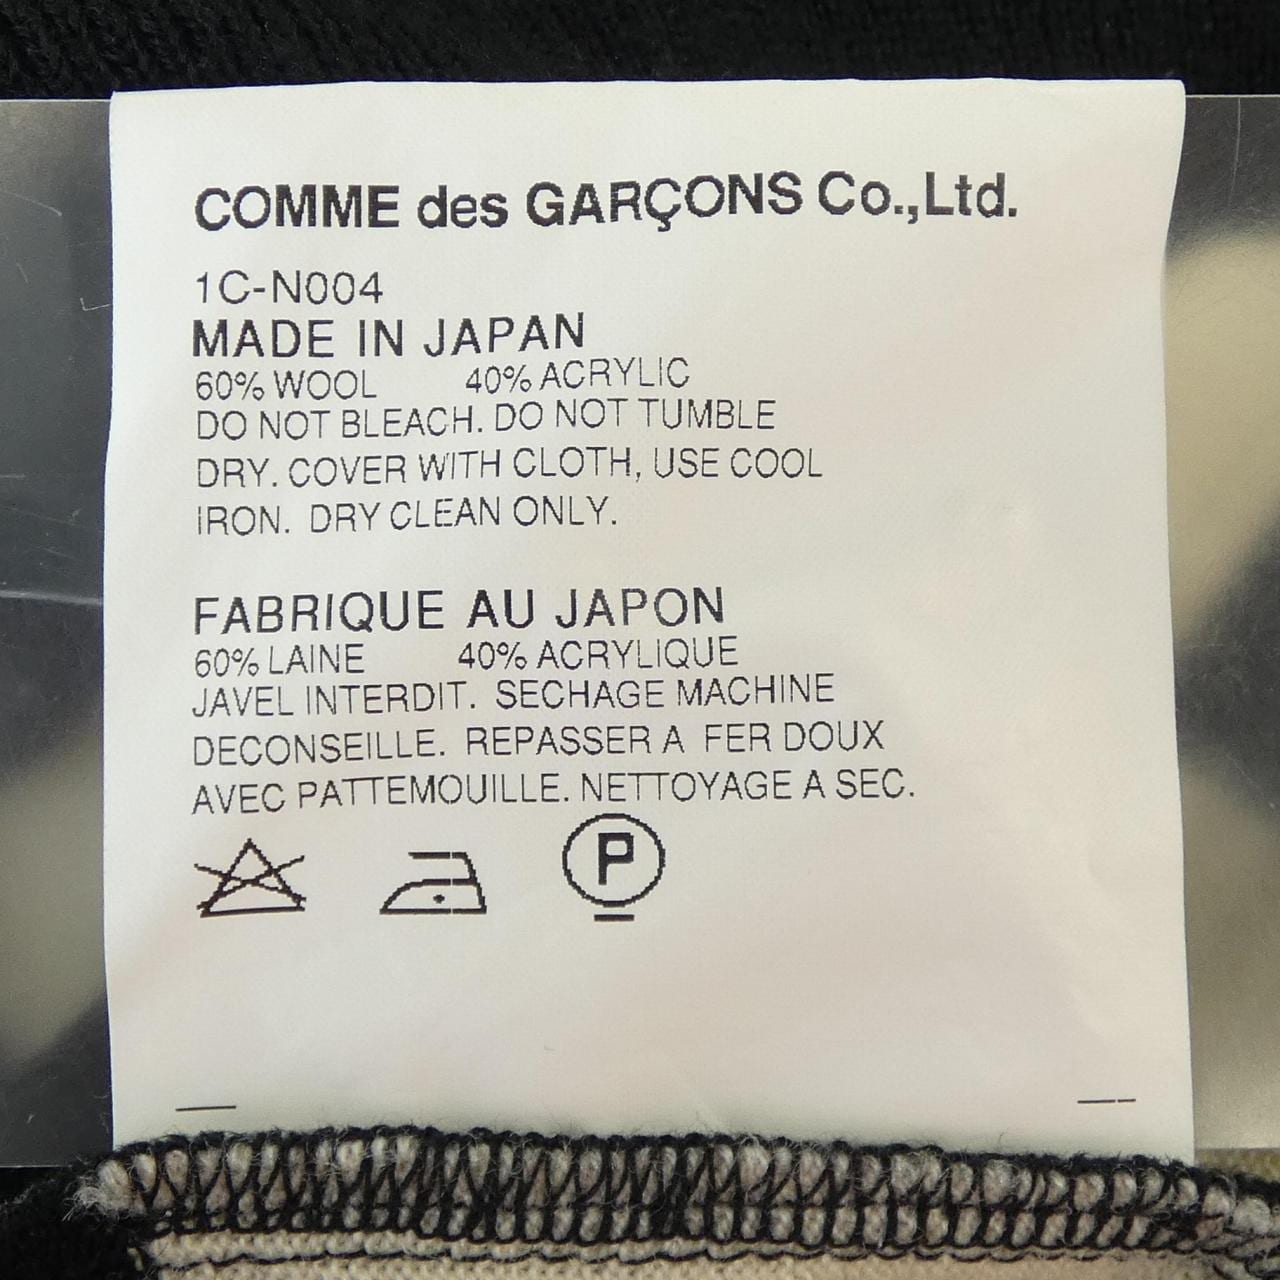 COMME des GARÇONS Co.,Ltd.
1C-N004
MADE IN JAPAN
60% WOOL 40% ACRYLIC
DO NOT BLEACH. DO NOT TUMBLE
DRY. COVER WITH CLOTH, USE COOL
IRON. DRY CLEAN ONLY.
FABRIQUE AU JAPON
60% LAINE 40% ACRYLIQUE
JAVEL INTERDIT. SECHAGE MACHINE
DECONSEILLE. REPASSER A FER DOUX
AVEC PATTEMOUILLE. NETTOYAGE A SEC.
P